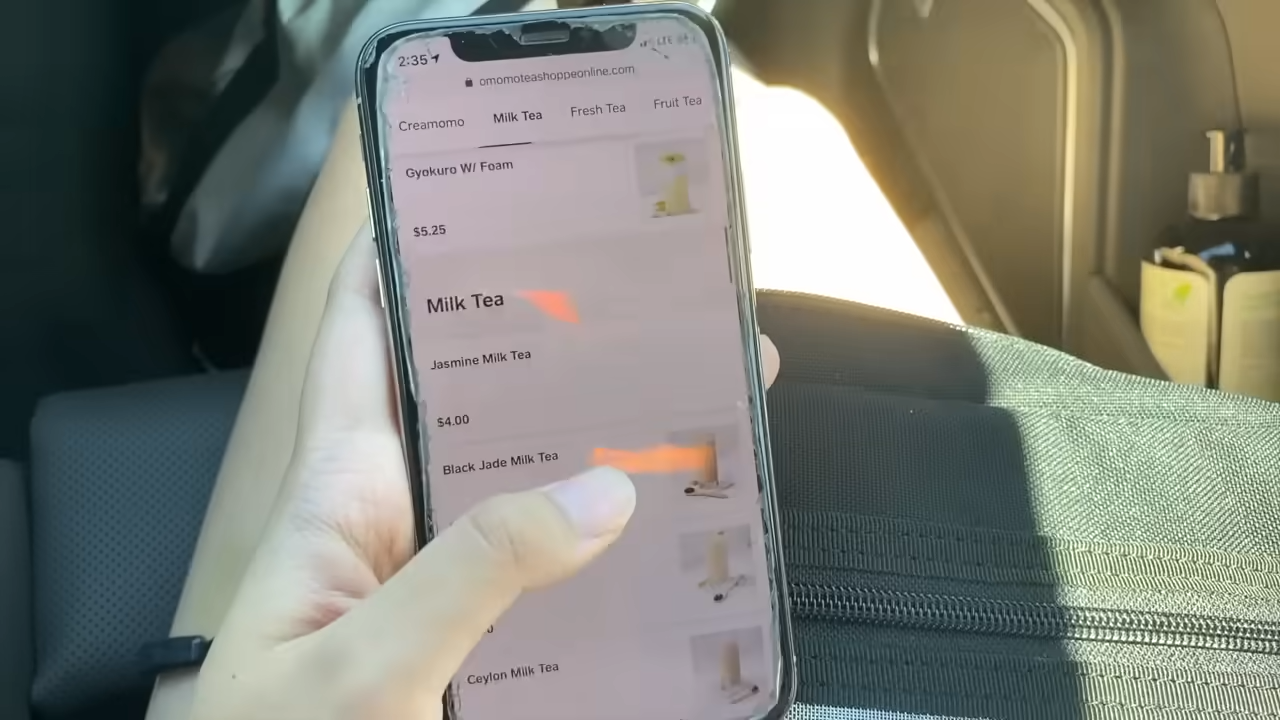 2:35
LTE
omomoteashoppeonline.com
Creamomo Milk Tea Fresh Tea Fruit Tea
Gyokuro W/ Foam
$5.25
Milk Tea
Jasmine Milk Tea
$4.00
Black Jade Milk Tea
Ceylon Milk Tea